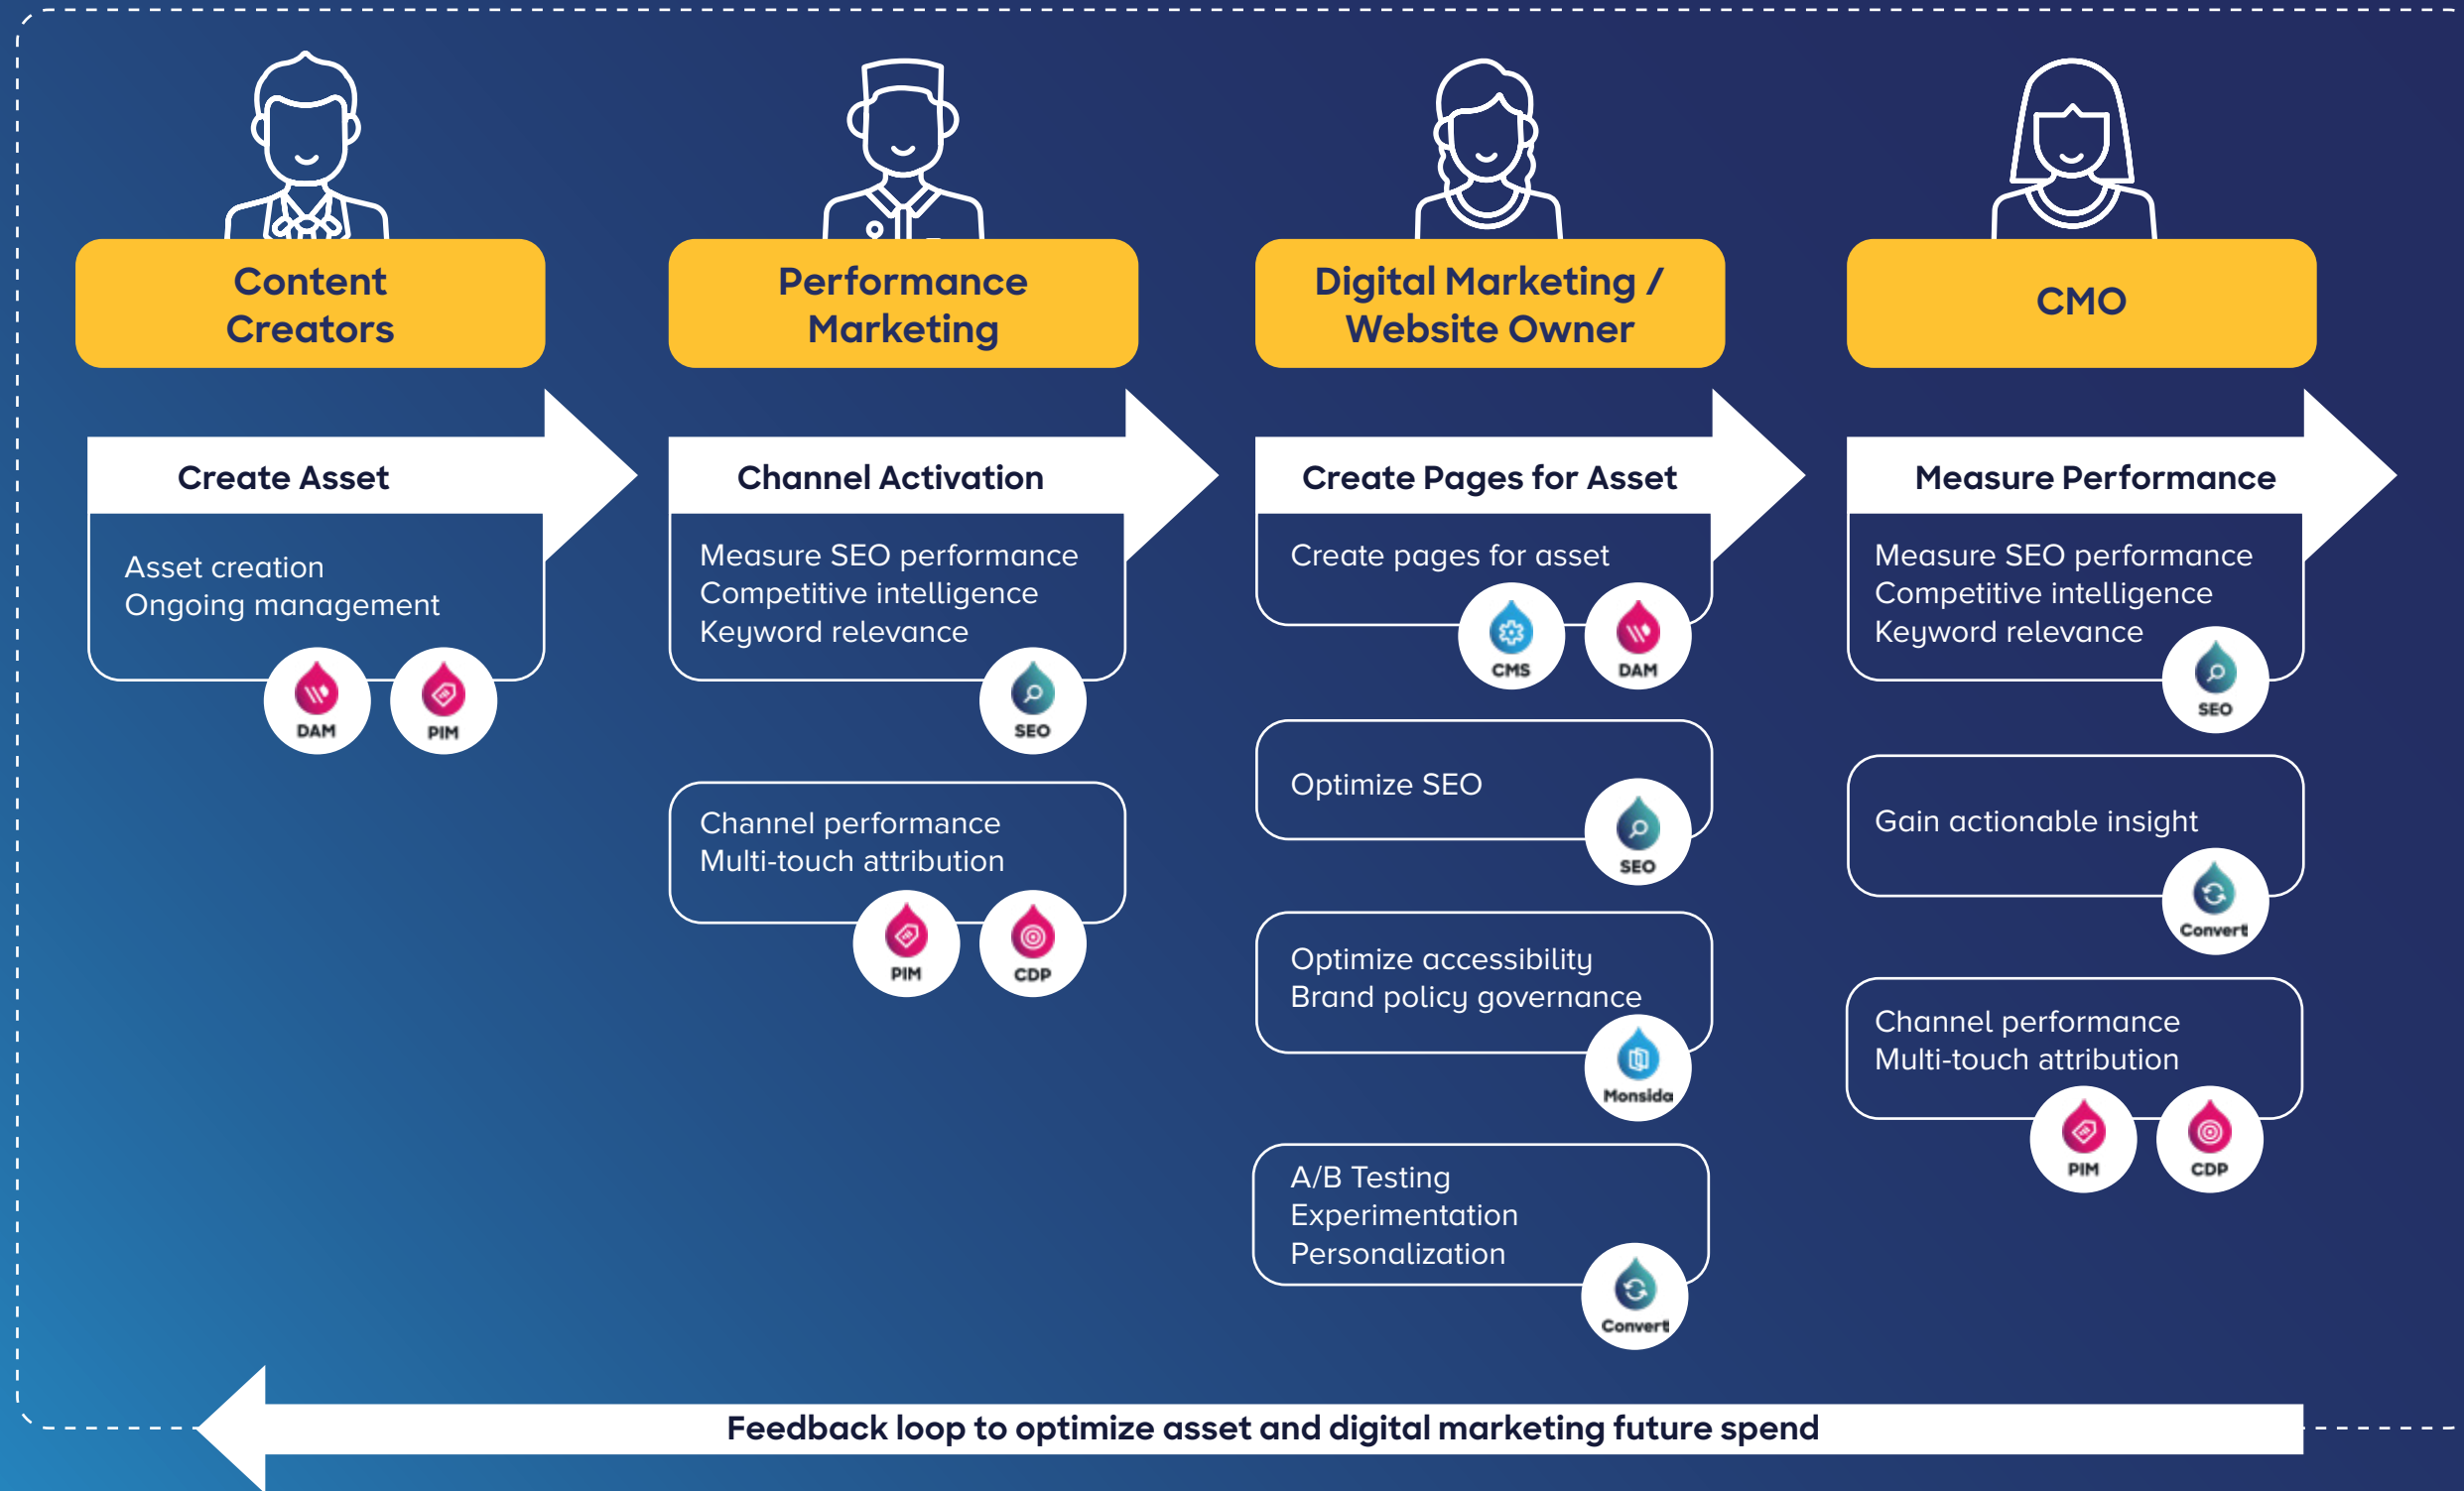 Content
Creators
Create Asset
Asset creation
Ongoing management
DAM
PIM
Performance
Marketing
Channel Activation
Measure SEO performance
Competitive intelligence
Keyword relevance
SEO
Channel performance
Multi-touch attribution
PIM
CDP
Digital Marketing /
Website Owner
Create Pages for Asset
Create pages for asset
CMS
DAM
Optimize SEO
SEO
Optimize accessibility
Brand policy governance
Monsida
A/B Testing
Experimentation
Personalization
Convert
CMO
Measure Performance
Measure SEO performance
Competitive intelligence
Keyword relevance
SEO
Gain actionable insight
Convert
Channel performance
Multi-touch attribution
PIM
CDP
Feedback loop to optimize asset and digital marketing future spend